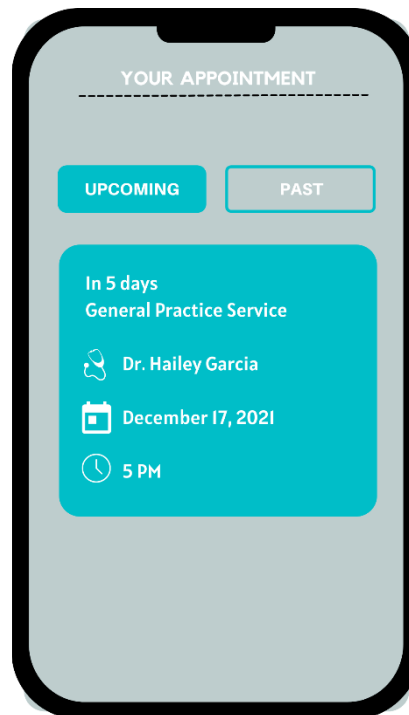 YOUR APPOINTMENT
UPCOMING
PAST
In 5 days
General Practice Service
Dr. Hailey Garcia
December 17, 2021
5 PM